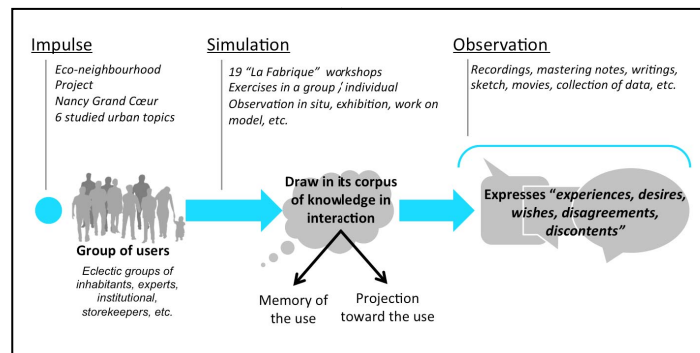 Impulse
Eco-neighbourhood
Project
Nancy Grand Cœur
6 studied urban topics
Simulation
19 “La Fabrique” workshops
Exercises in a group / individual
Observation in situ, exhibition, work on
model, etc.
Observation
Recordings, mastering notes, writings,
sketch, movies, collection of data, etc.
Group of users
Eclectic groups of
inhabitants, experts,
institutional,
storekeepers, etc.
Draw in its corpus
of knowledge in
interaction
Memory of
the use
Projection
toward the use
Expresses “experiences, desires,
wishes, disagreements,
discontents”